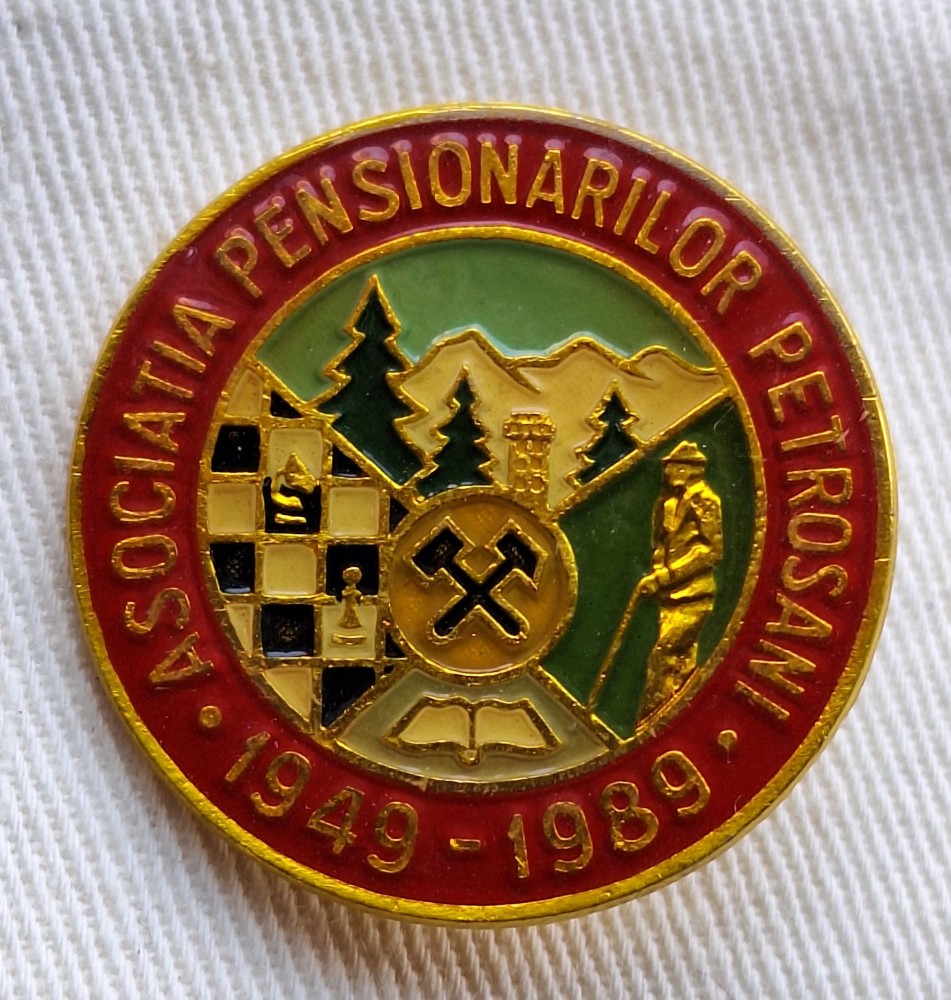 ASOCIATIA PENSIONARILOR PETROSANI
• 1949 - 1989 •